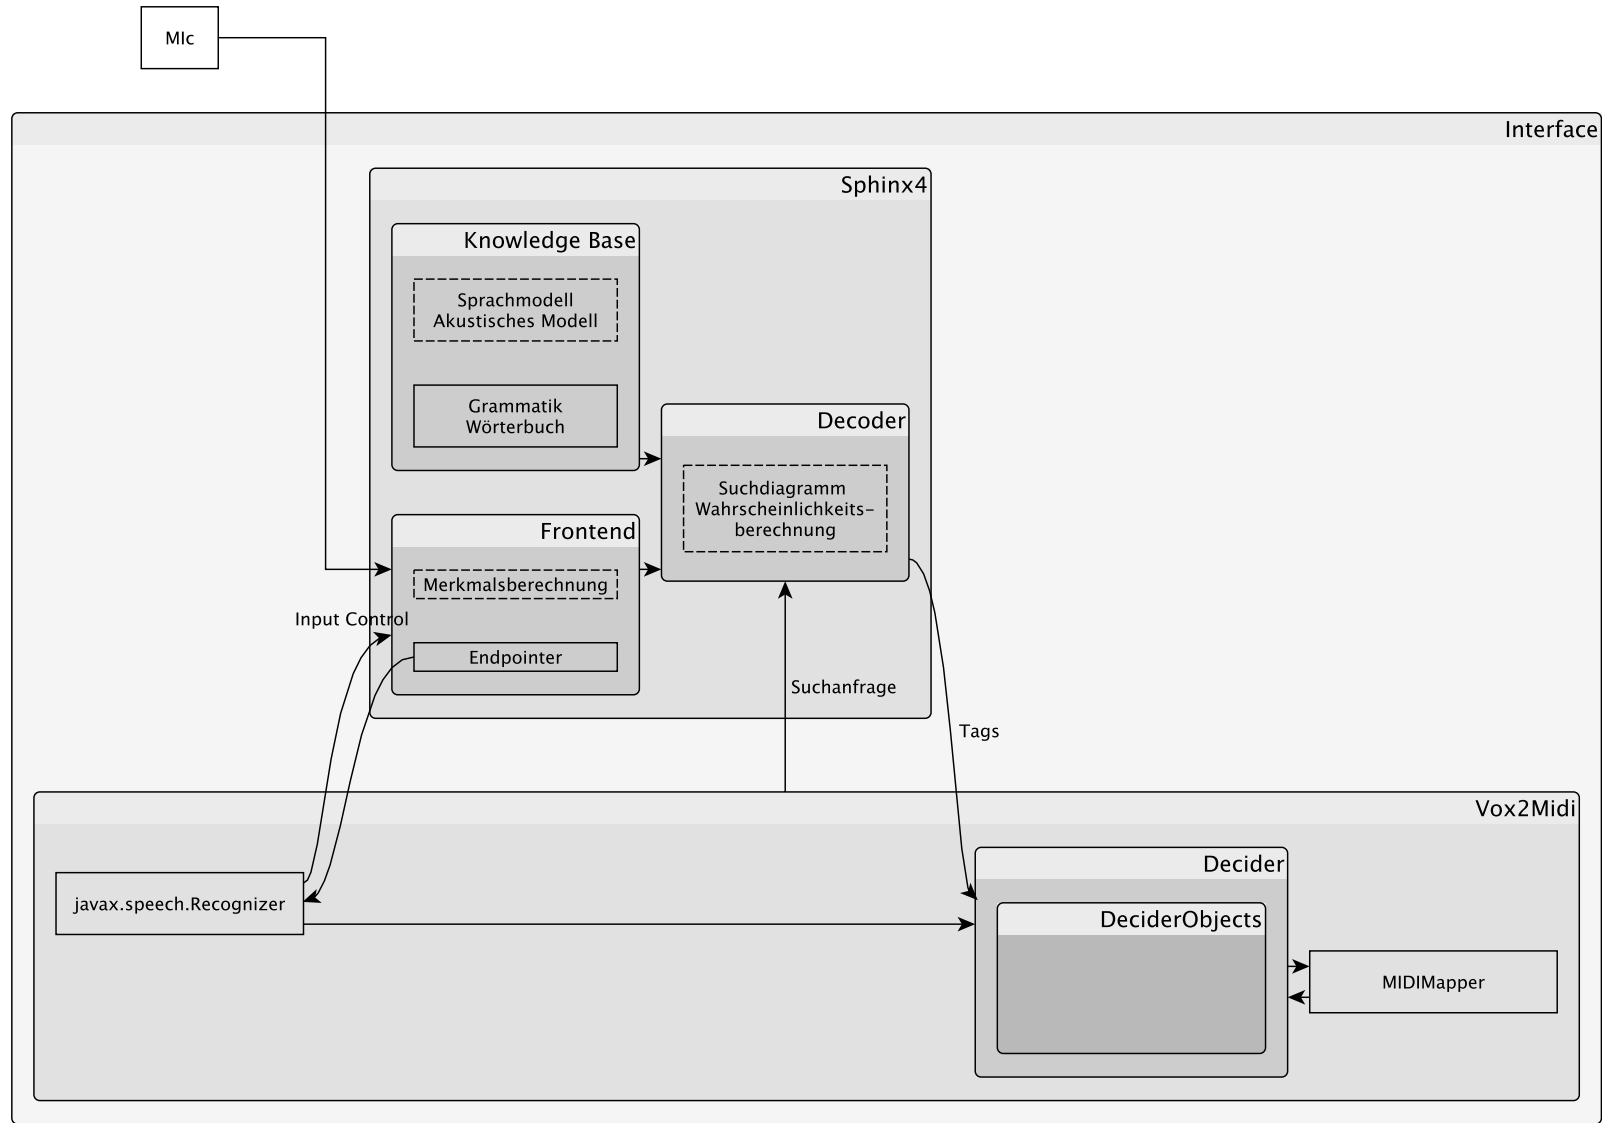 MIc
Interface
Sphinx4
Knowledge Base
Sprachmodell
Akustisches Modell
Grammatik
Wörterbuch
Decoder
Suchdiagramm
Wahrscheinlichkeits-
berechnung
Frontend
Merkmalsberechnung
Input Control
Endpointer
Suchanfrage
Tags
Vox2Midi
Decider
javax.speech.Recognizer
DeciderObjects
MIDIMapper